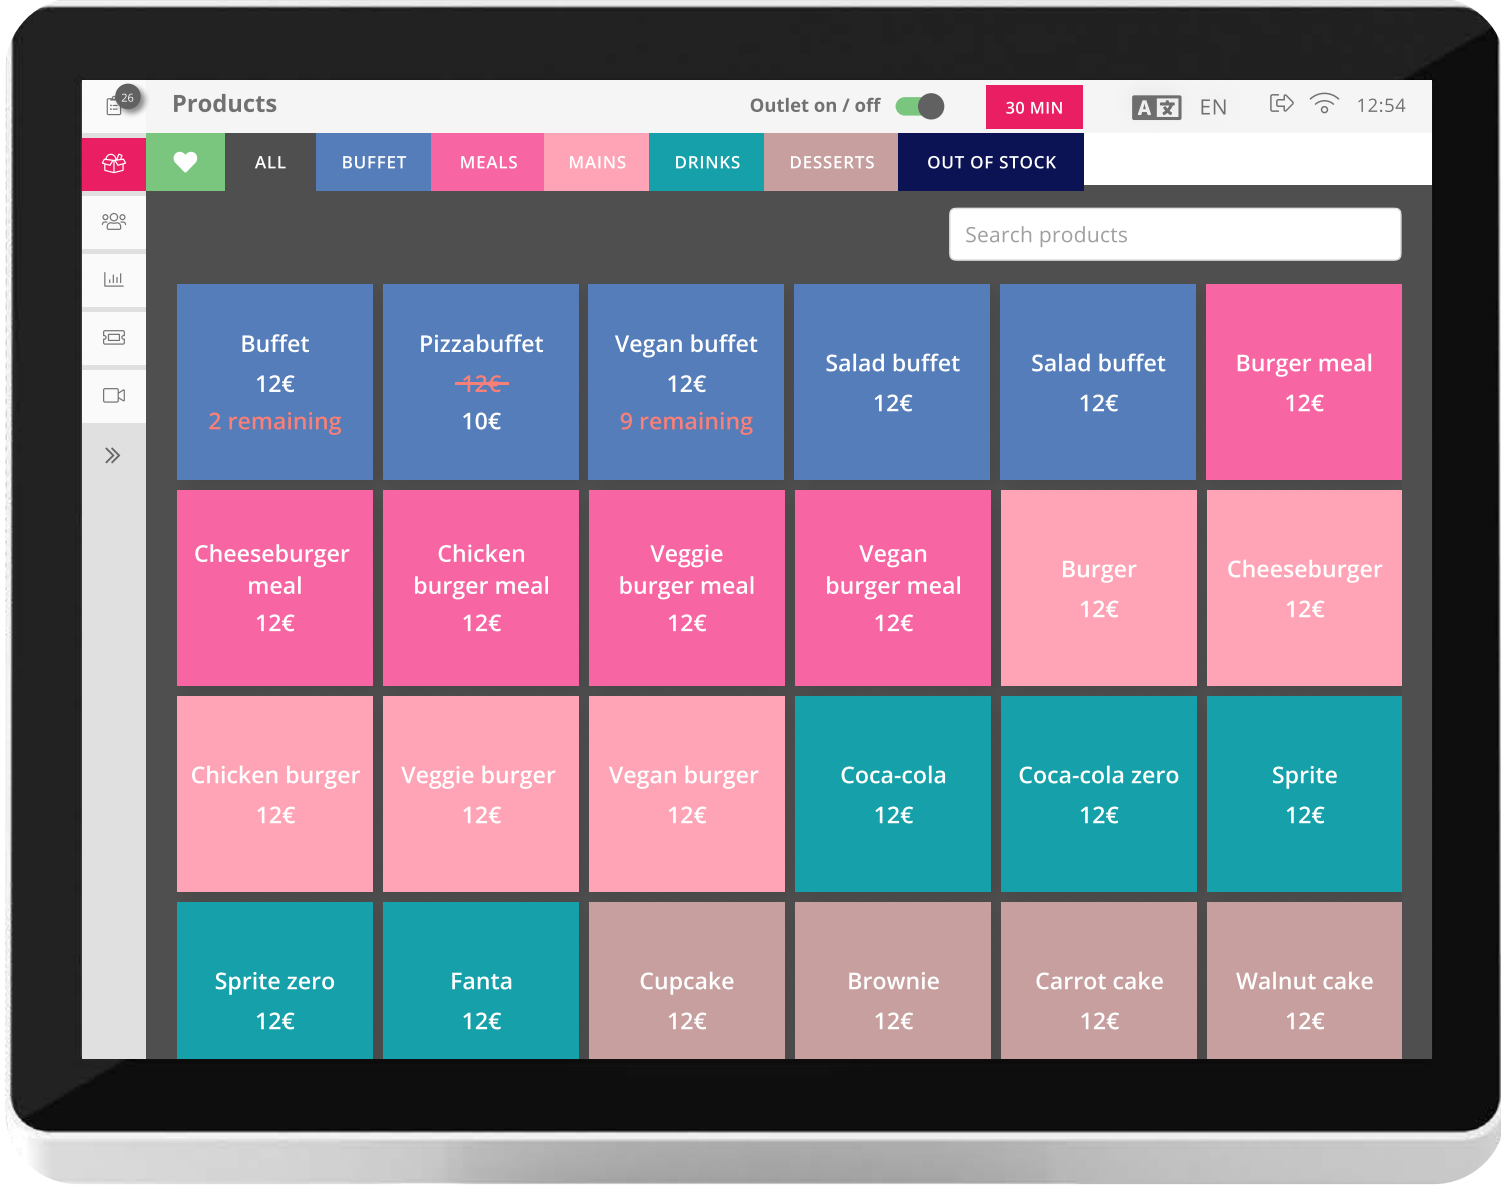 26
Products
Outlet on / off
30 MIN
A 文
EN
12:54
ALL
BUFFET
MEALS
MAINS
DRINKS
DESSERTS
OUT OF STOCK
Search products
Buffet
12€
2 remaining
Pizzabuffet
12€
10€
Vegan buffet
12€
9 remaining
Salad buffet
12€
Salad buffet
12€
Burger meal
12€
Cheeseburger
meal
12€
Chicken
burger meal
12€
Veggie
burger meal
12€
Vegan
burger meal
12€
Burger
12€
Cheeseburger
12€
Chicken burger
12€
Veggie burger
12€
Vegan burger
12€
Coca-cola
12€
Coca-cola zero
12€
Sprite
12€
Sprite zero
12€
Fanta
12€
Cupcake
12€
Brownie
12€
Carrot cake
12€
Walnut cake
12€